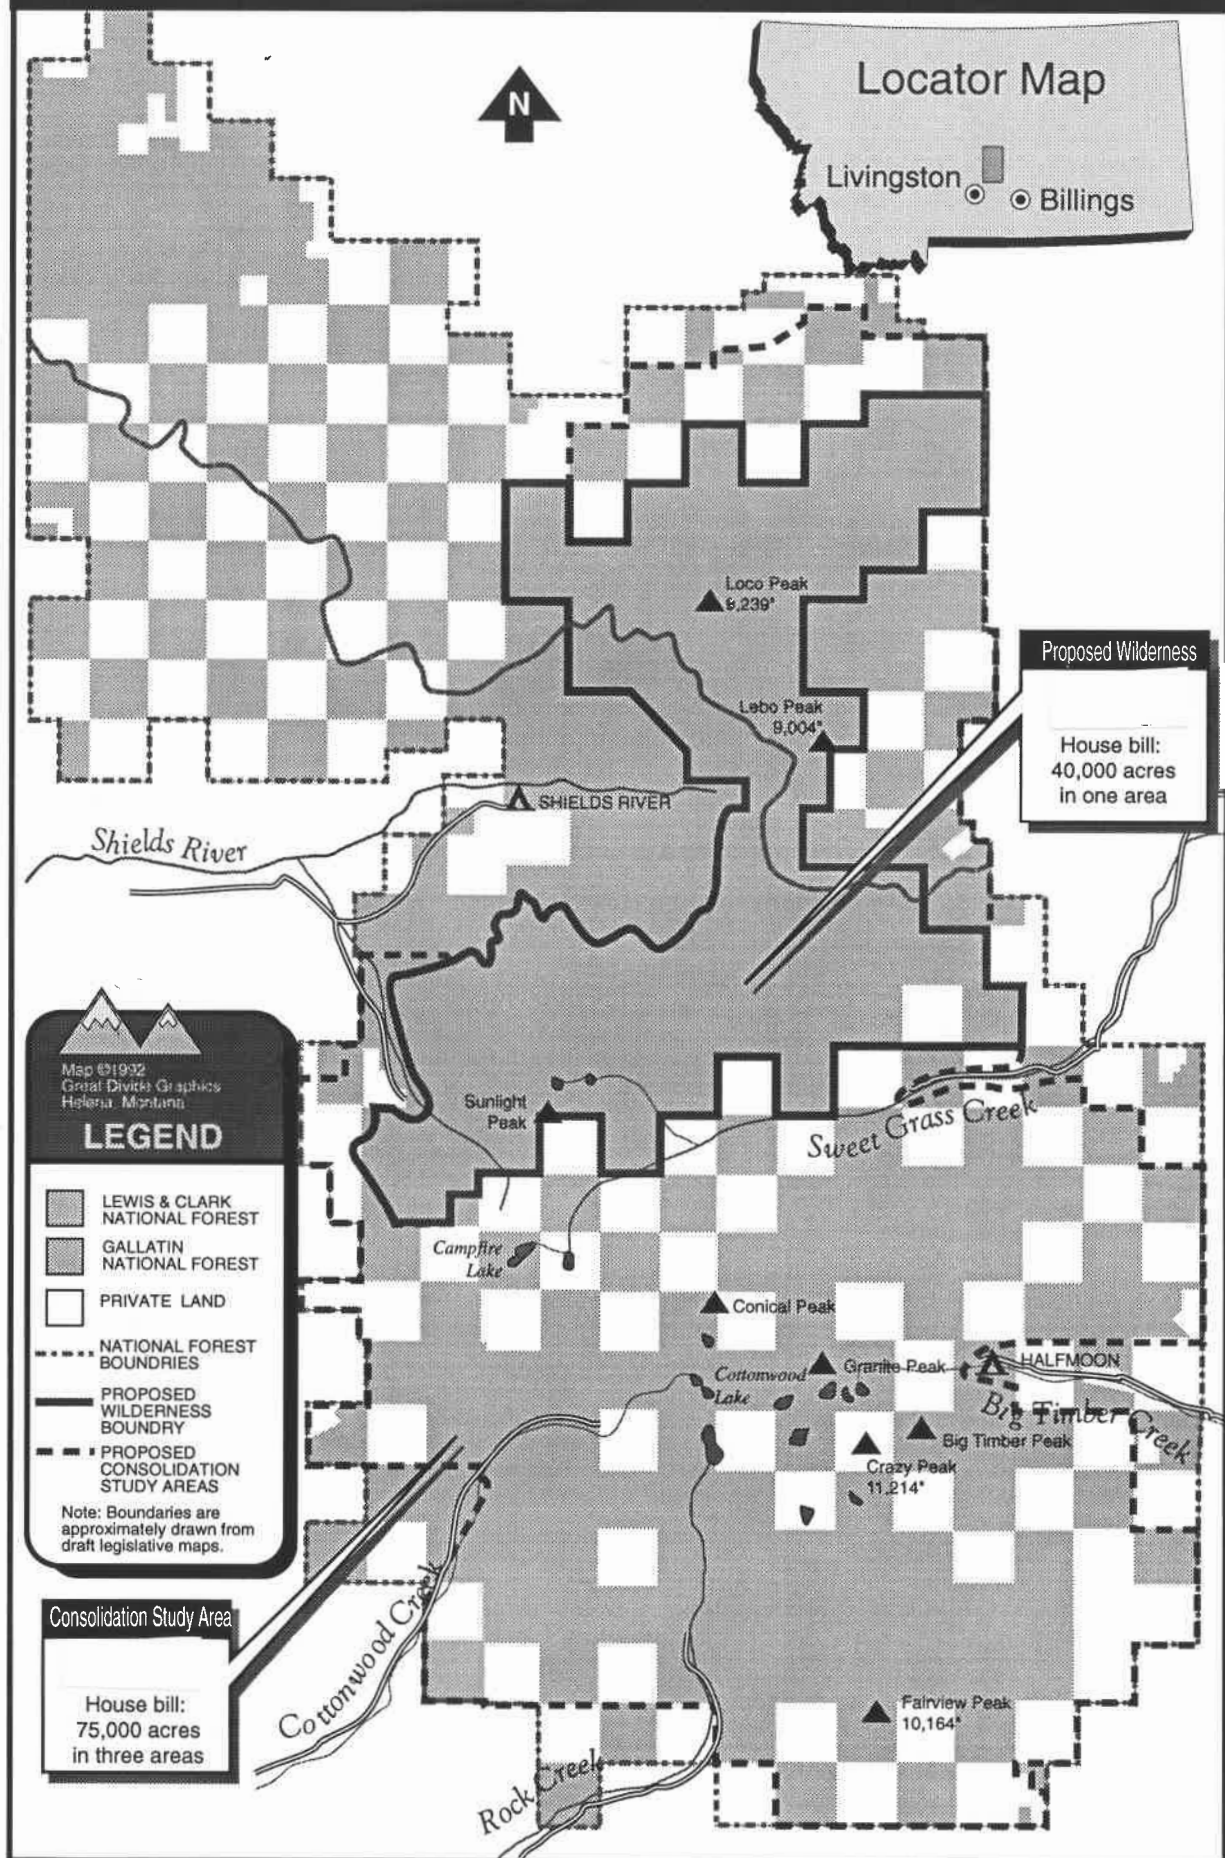 N
Locator Map
Livingston
Billings
Loco Peak
9,239"
Lebo Peak
9,004"
Proposed Wilderness
House bill:
40,000 acres
in one area
SHIELDS RIVER
Shields River
Map ©1992
Great Divide Graphics
Helena, Montana
LEGEND
LEWIS & CLARK
NATIONAL FOREST
GALLATIN
NATIONAL FOREST
PRIVATE LAND
NATIONAL FOREST
BOUNDRIES
PROPOSED
WILDERNESS
BOUNDRY
PROPOSED
CONSOLIDATION
STUDY AREAS
Note: Boundaries are
approximately drawn from
draft legislative maps.
Sunlight
Peak
Sweet Grass Creek
Campfire
Lake
Conical Peak
Granite Peak
HALFMOON
Cottonwood
Lake
Big Timber Creek
Big Timber Peak
Crazy Peak
11,214"
Consolidation Study Area
House bill:
75,000 acres
in three areas
Cottonwood Creek
Fairview Peak
10,164"
Rock Creek